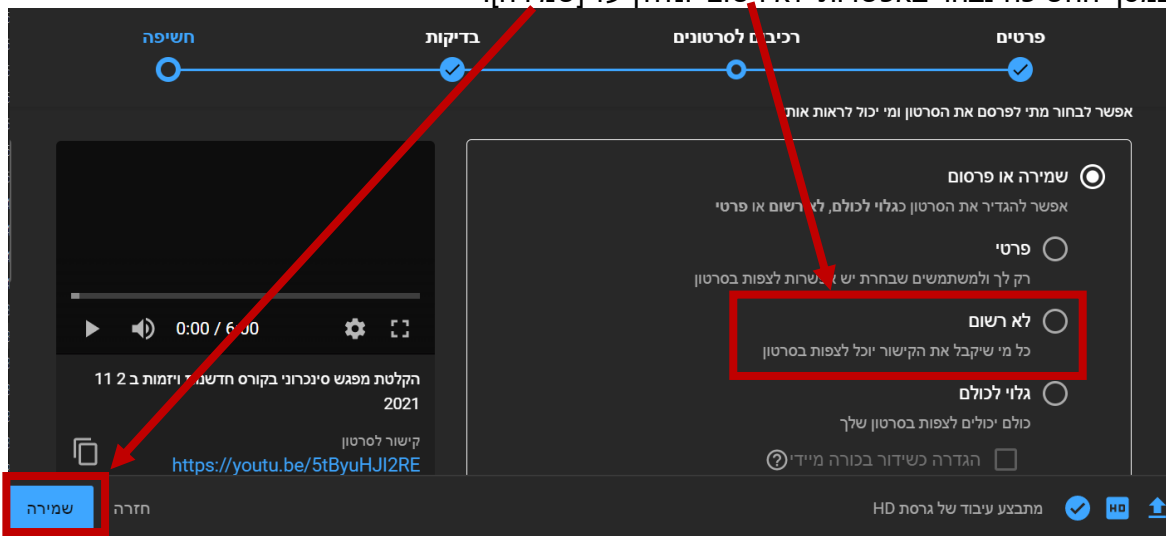 פרטים
רכיבים לסרטונים
בדיקות
חשיפה
אפשר לבחור מתי לפרסם את הסרטון ומי יכול לראות אותו
שמירה או פרסום
אפשר להגדיר את הסרטון כגלוי לכולם, לא רשום או פרטי
פרטי
רק לך ולמשתמשים שבחרת יש אפשרות לצפות בסרטון
לא רשום
כל מי שיקבל את הקישור יוכל לצפות בסרטון
גלוי לכולם
כולם יכולים לצפות בסרטון שלך
הגדרה כשידור בכורה מיידי
0:00 / 6:00
הקלטת מפגש סינכרוני בקורס חדשנות ויזמות ב 2 11
2021
קישור לסרטון
https://youtu.be/5tByuHJI2RE
HD
מתבצע עיבוד של גרסת HD
חזרה
שמירה